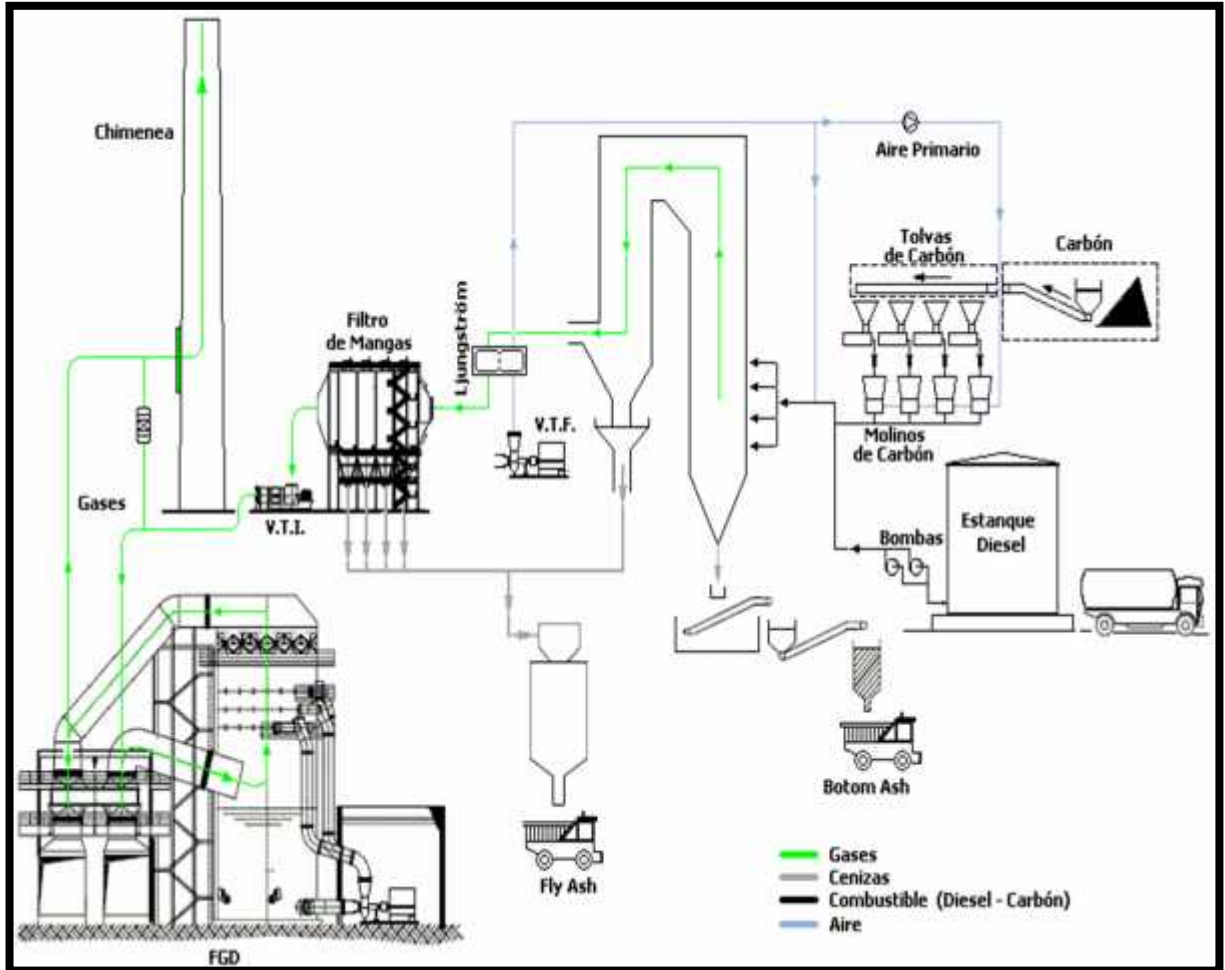 Chimenea
Aire Primario
Tolvas
de Carbón
Carbón
Ljungström
Filtro
de Mangas
V.T.F.
Molinos
de Carbón
Gases
V.T.I.
Estanque
Diesel
Bombas
Botom Ash
Fly Ash
Gases
Cenizas
Combustible (Diesel - Carbón)
Aire
FGD